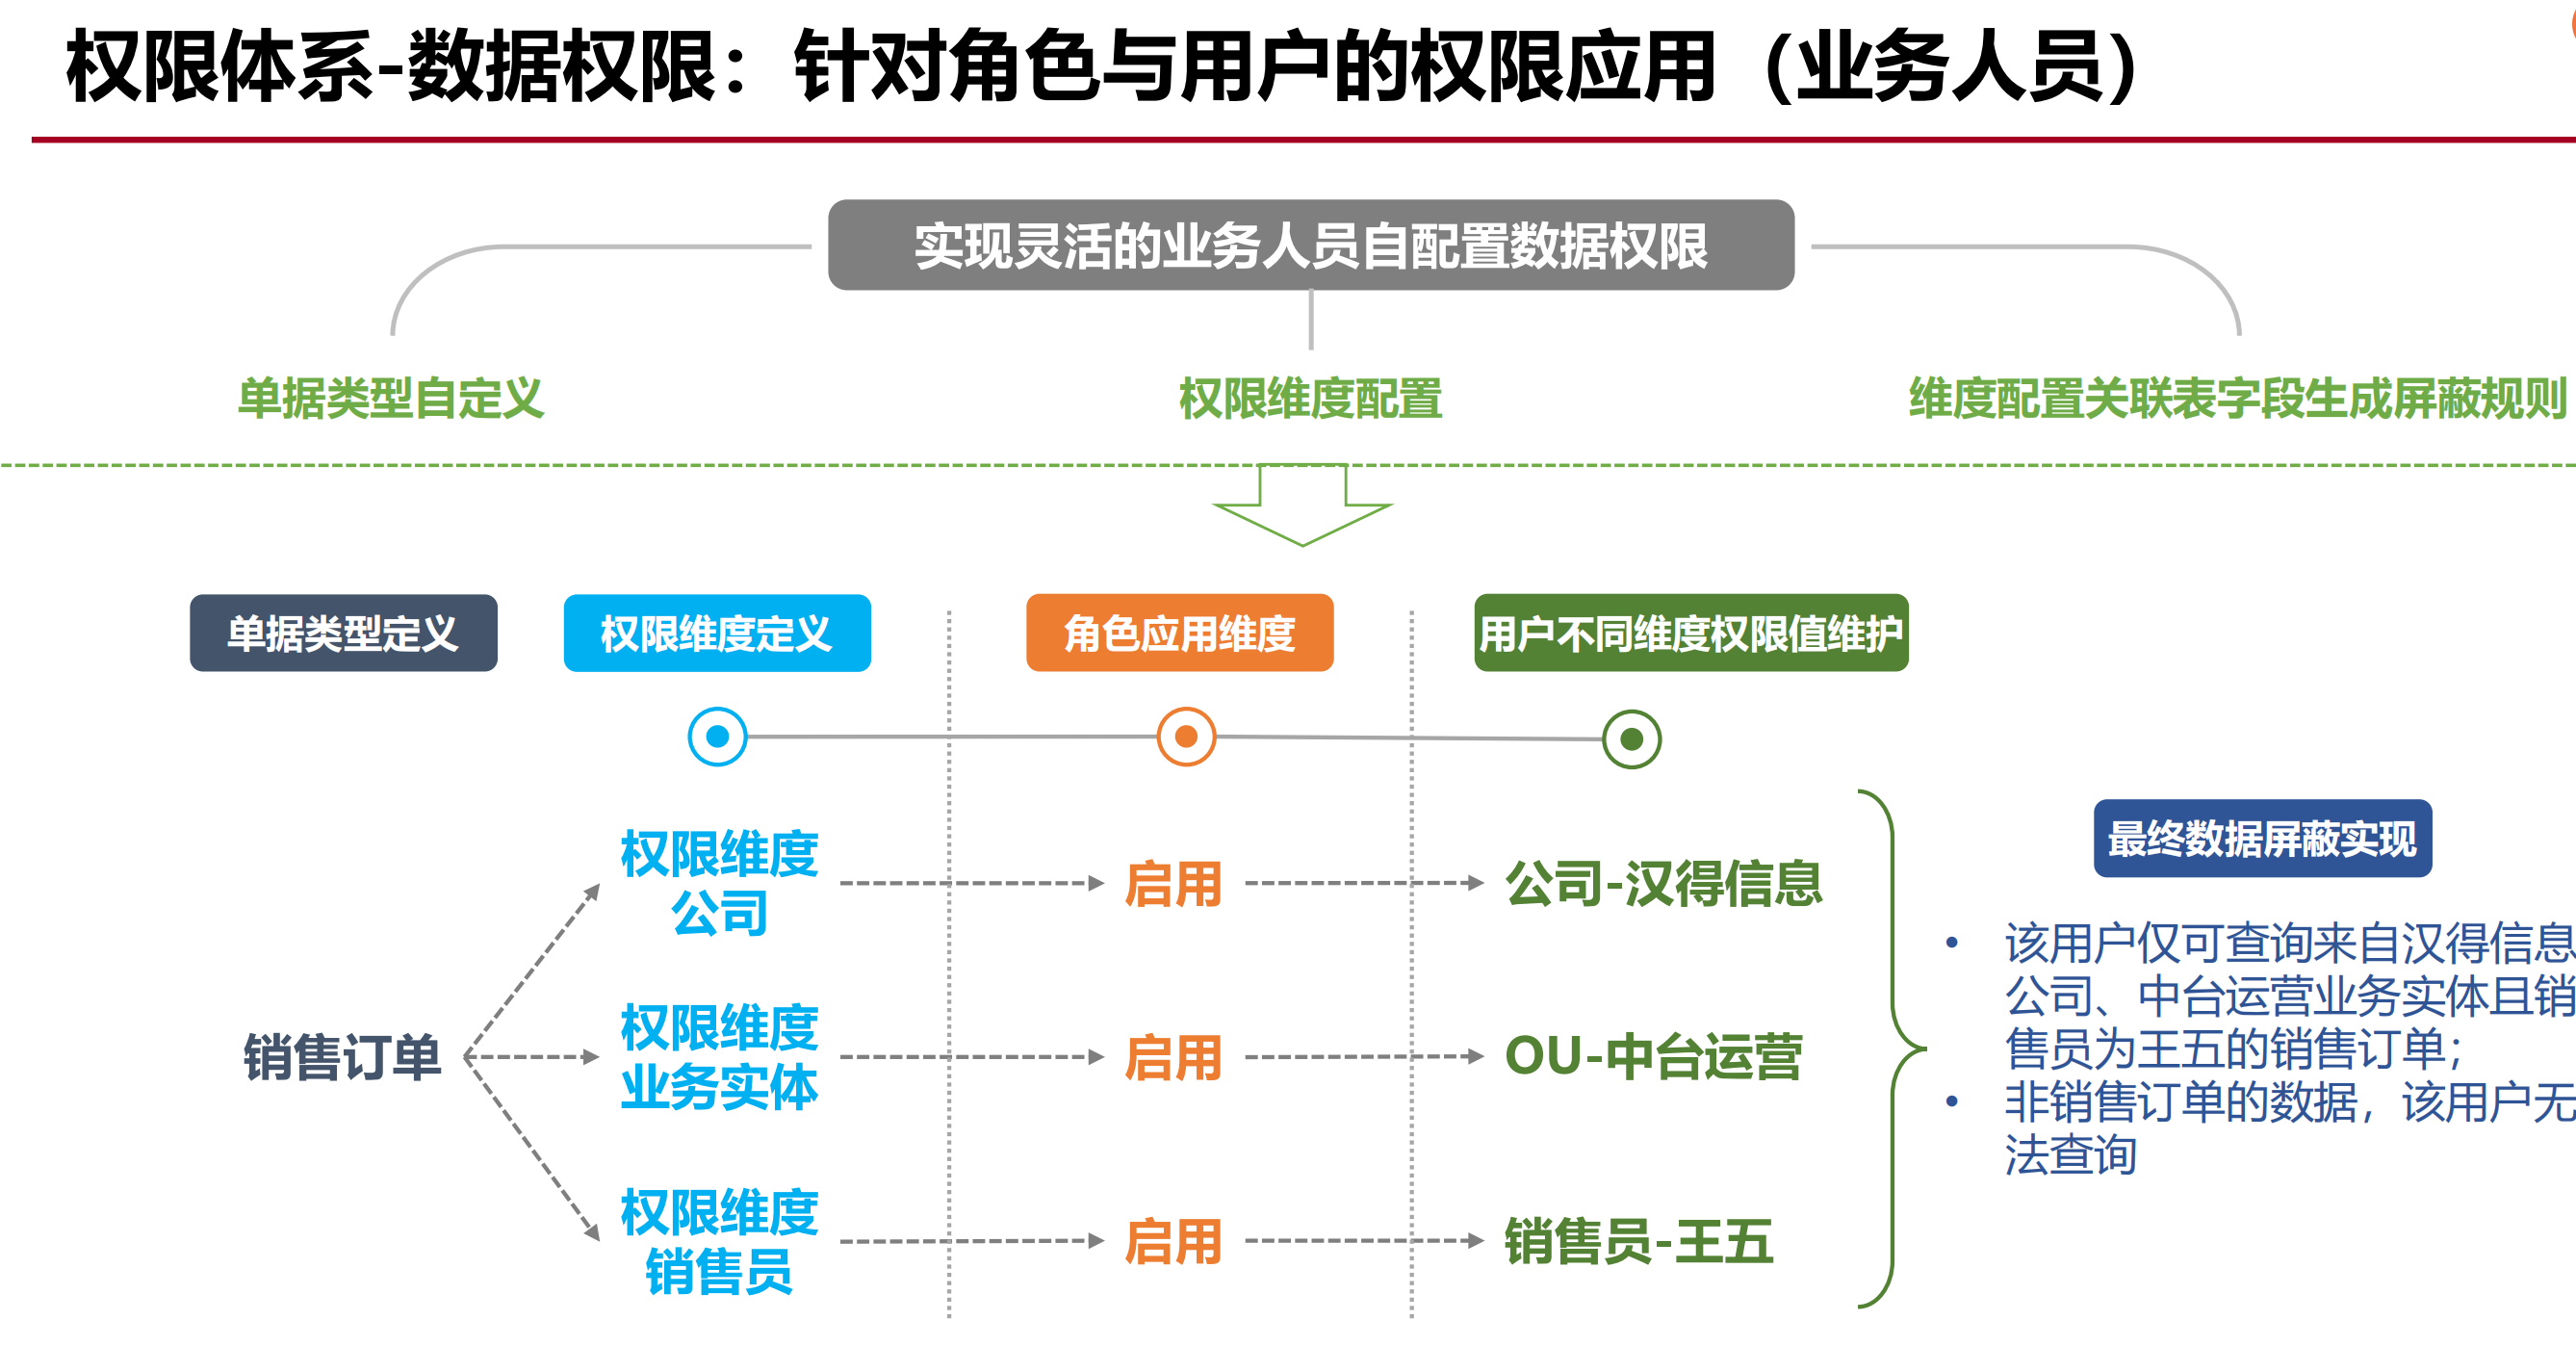 权限体系-数据权限：针对角色与用户的权限应用（业务人员）
实现灵活的业务人员自配置数据权限
单据类型自定义
权限维度配置
维度配置关联表字段生成屏蔽规则
单据类型定义
权限维度定义
角色应用维度
用户不同维度权限值维护
最终数据屏蔽实现
权限维度
公司
启用
公司-汉得信息
销售订单
权限维度
业务实体
启用
OU-中台运营
权限维度
销售员
启用
销售员-王五
• 该用户仅可查询来自汉得信息
公司、中台运营业务实体且销
售员为王五的销售订单；
• 非销售订单的数据，该用户无
法查询